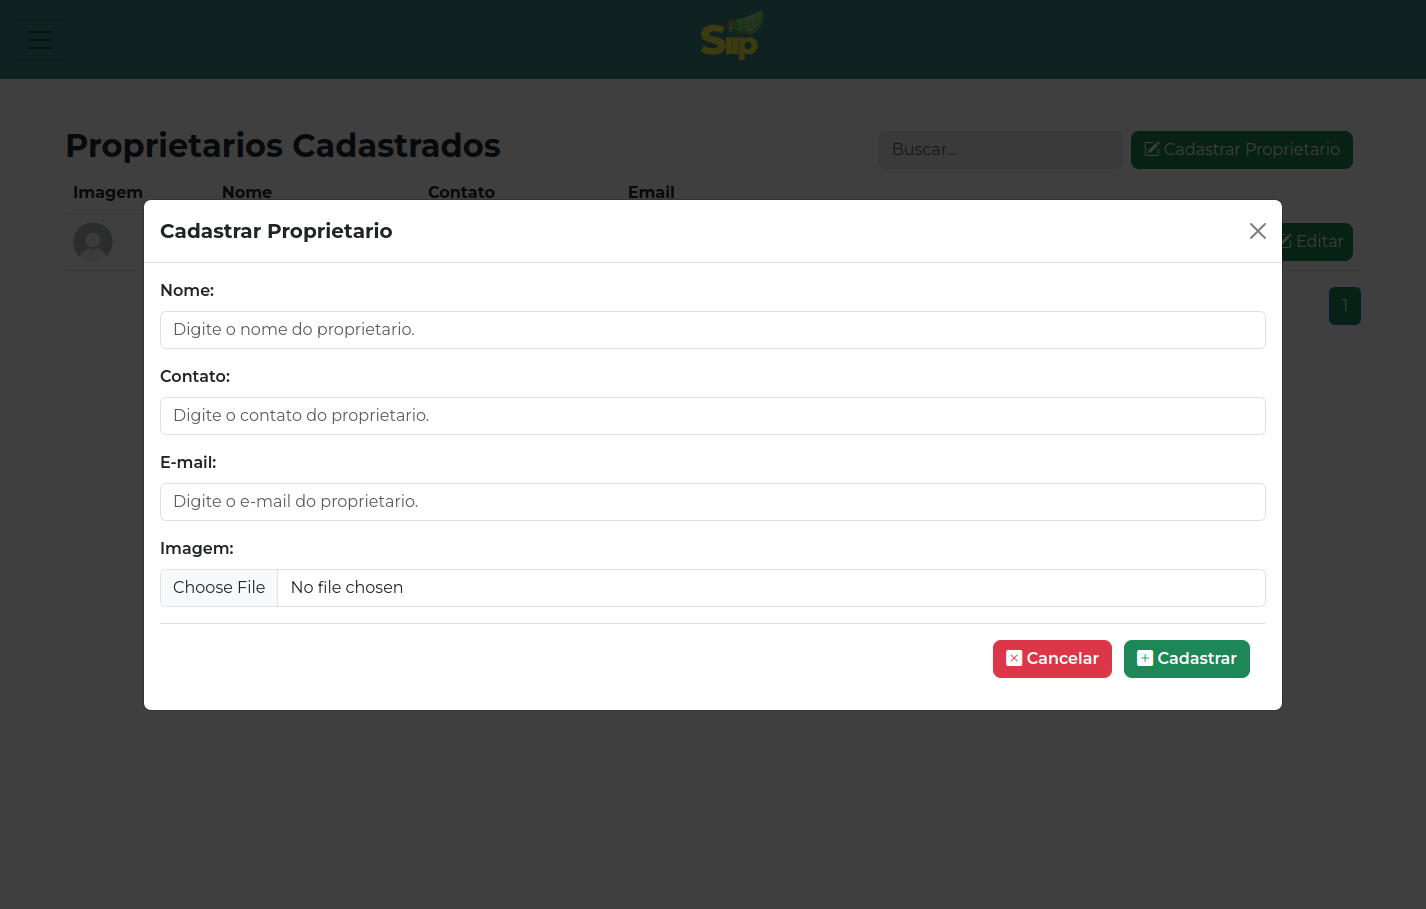 Siip
Proprietarios Cadastrados
Buscar...
Cadastrar Proprietario
Imagem Nome Contato Email
Cadastrar Proprietario
Editar
Nome:
Digite o nome do proprietario.
1
Contato:
Digite o contato do proprietario.
E-mail:
Digite o e-mail do proprietario.
Imagem:
Choose File No file chosen
Cancelar Cadastrar